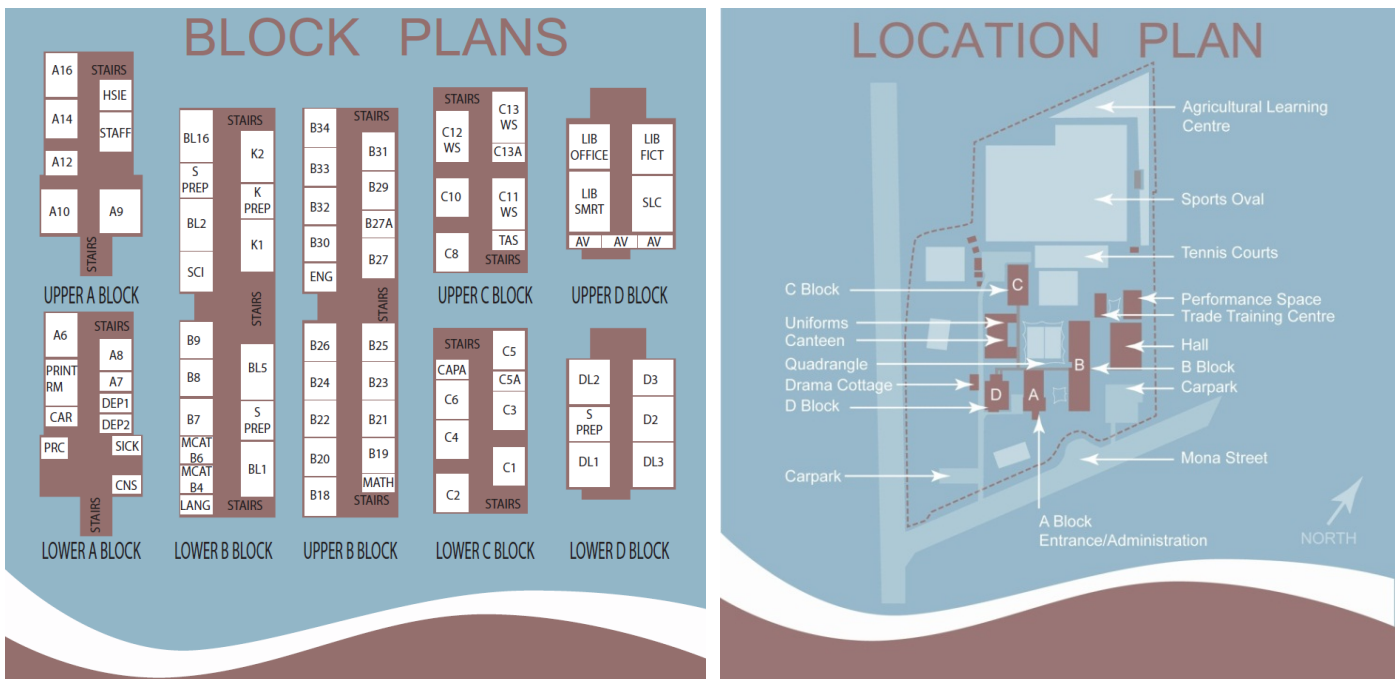 BLOCK PLANS
A16
STAIRS
HSIE
A14
STAFF
A12
A10
A9
STAIRS
UPPER A BLOCK
A6
STAIRS
A8
PRINT
RM
A7
DEP1
CAR
DEP2
PRC
SICK
CNS
STAIRS
LOWER A BLOCK
BL16
STAIRS
K2
S
PREP
K
PREP
BL2
K1
SCI
STAIRS
B9
BL5
B8
B7
S
PREP
MCAT
B6
MCAT
B4
BL1
LANG
STAIRS
LOWER B BLOCK
B34
STAIRS
B31
B33
B29
B32
B27A
B30
B27
ENG
STAIRS
B26
B25
B24
B23
B22
B21
B20
B19
MATH
B18
STAIRS
UPPER B BLOCK
STAIRS
C13
WS
C12
WS
C13A
C10
C11
WS
TAS
C8
STAIRS
UPPER C BLOCK
STAIRS
C5
CAPA
C5A
C6
C3
C4
C1
C2
STAIRS
LOWER C BLOCK
LIB
OFFICE
LIB
FICT
LIB
SMRT
SLC
AV
AV
AV
UPPER D BLOCK
DL2
D3
S
PREP
D2
DL1
DL3
LOWER D BLOCK
LOCATION PLAN
Agricultural Learning
Centre
Sports Oval
Tennis Courts
C Block
C
Performance Space
Trade Training Centre
Uniforms
Canteen
Hall
Quadrangle
B
B Block
Drama Cottage
Carpark
D Block
D
A
Mona Street
Carpark
A Block
Entrance/Administration
NORTH